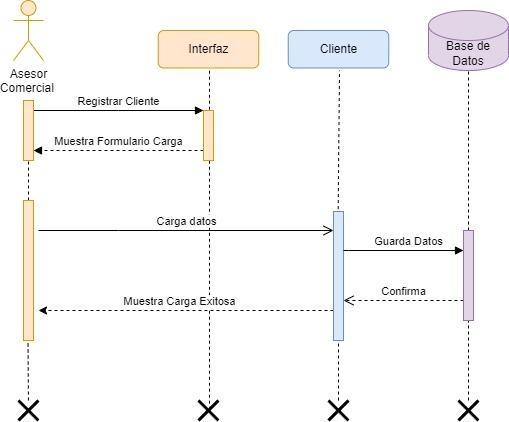 Asesor
Comercial
Interfaz
Cliente
Base de
Datos
Registrar Cliente
Muestra Formulario Carga
Carga datos
Guarda Datos
Confirma
Muestra Carga Exitosa